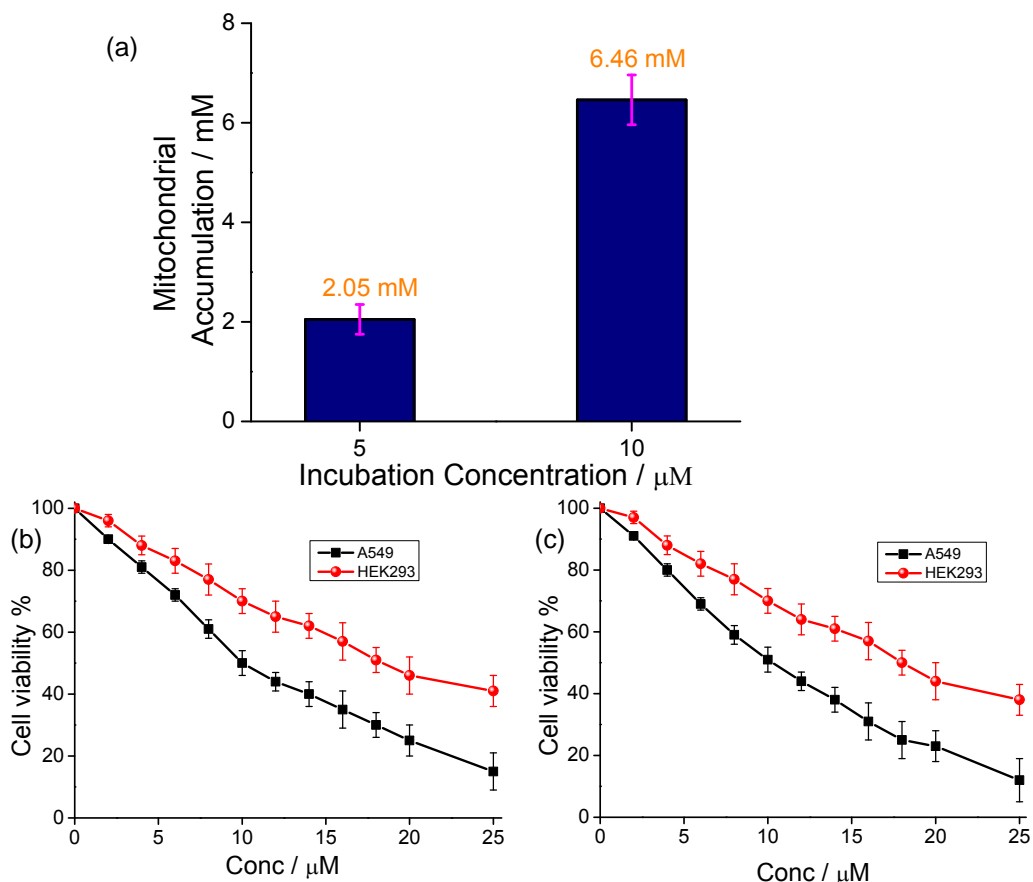 (a)
Mitochondrial
Accumulation / mM
8
6
4
2
0
2.05 mM
6.46 mM
5
10
Incubation Concentration / μM
(b)
A549
HEK293
Cell viability %
100
80
60
40
20
0
0 5 10 15 20 25
Conc / μM
(c)
A549
HEK293
Cell viability %
100
80
60
40
20
0
0 5 10 15 20 25
Conc / μM